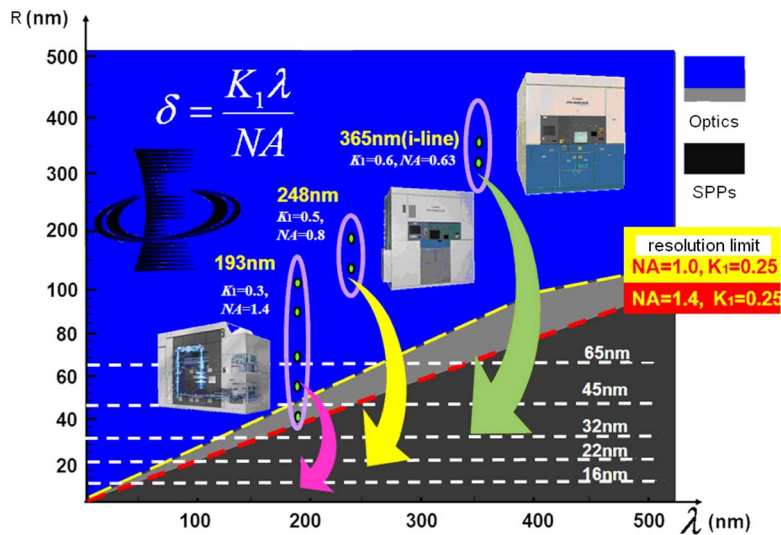 R (nm)
500
400
300
200
100
80
60
40
20
δ = K₁λ / NA
365nm(i-line)
K1=0.6, NA=0.63
248nm
K1=0.5,
NA=0.8
193nm
K1=0.3,
NA=1.4
Optics
SPPs
resolution limit
NA=1.0, K₁=0.25
NA=1.4, K₁=0.25
65nm
45nm
32nm
22nm
16nm
100
200
300
400
500
λ (nm)